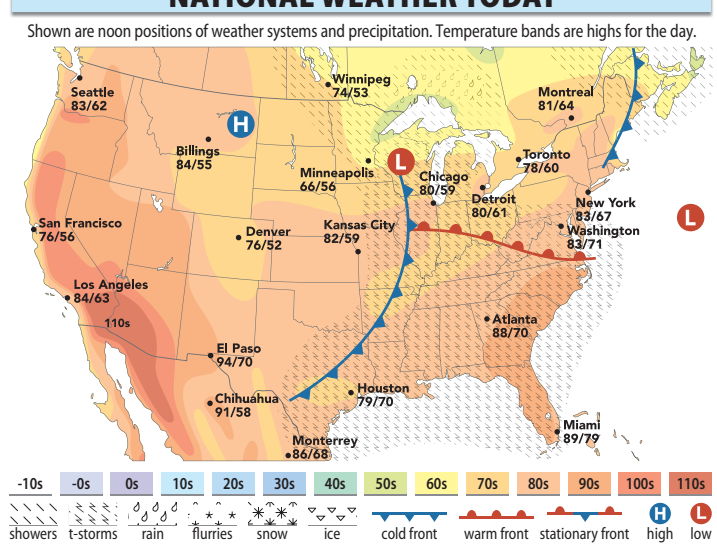 NATIONAL WEATHER TODAY
Shown are noon positions of weather systems and precipitation. Temperature bands are highs for the day.
Seattle
83/62
Winnipeg
74/53
Montreal
81/64
H
Billings
84/55
Minneapolis
66/56
L
Chicago
80/59
Toronto
78/60
Detroit
80/61
New York
83/67
Washington
83/71
L
San Francisco
76/56
Denver
76/52
Kansas City
82/59
Los Angeles
84/63
110s
Atlanta
88/70
El Paso
94/70
Chihuahua
91/58
Houston
79/70
Monterrey
86/68
Miami
89/79
-10s -0s 0s 10s 20s 30s 40s 50s 60s 70s 80s 90s 100s 110s
H L
showers t-storms rain flurries snow ice cold front warm front stationary front high low